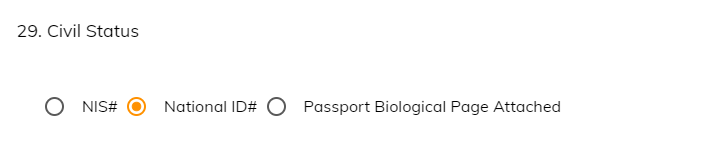 29. Civil Status
NIS# National ID# Passport Biological Page Attached